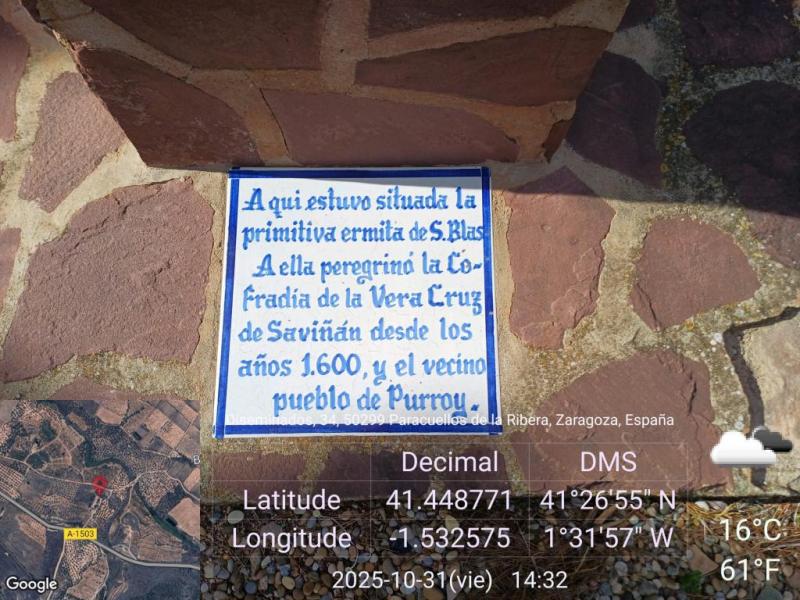 Aqui estuvo situada la
primitiva ermita de S.Blas
A ella peregrinó la Co-
fradía de la Vera Cruz
de Saviñán desde los
años 1.600, y el vecino
pueblo de Purroy.
Diseminados, 34, 50299 Paracuellos de la Ribera, Zaragoza, España
Decimal DMS
Latitude 41.448771 41°26'55" N
Longitude -1.532575 1°31'57" W
2025-10-31(vie) 14:32
16°C
61°F
A-1503
Google